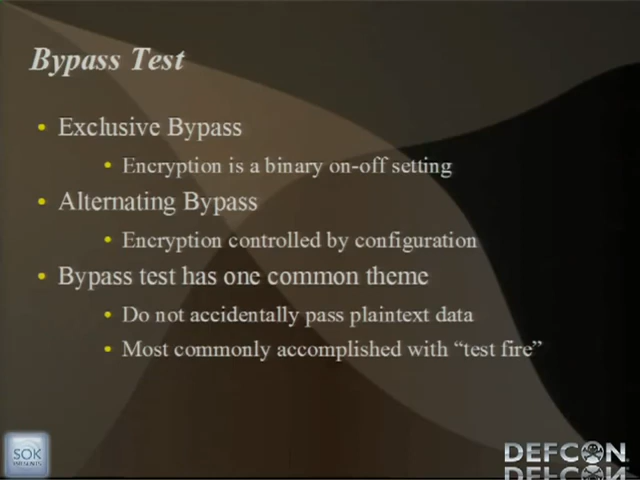 Bypass Test
• Exclusive Bypass
• Encryption is a binary on-off setting
• Alternating Bypass
• Encryption controlled by configuration
• Bypass test has one common theme
• Do not accidentally pass plaintext data
• Most commonly accomplished with “test fire”
SOK
DEFCON